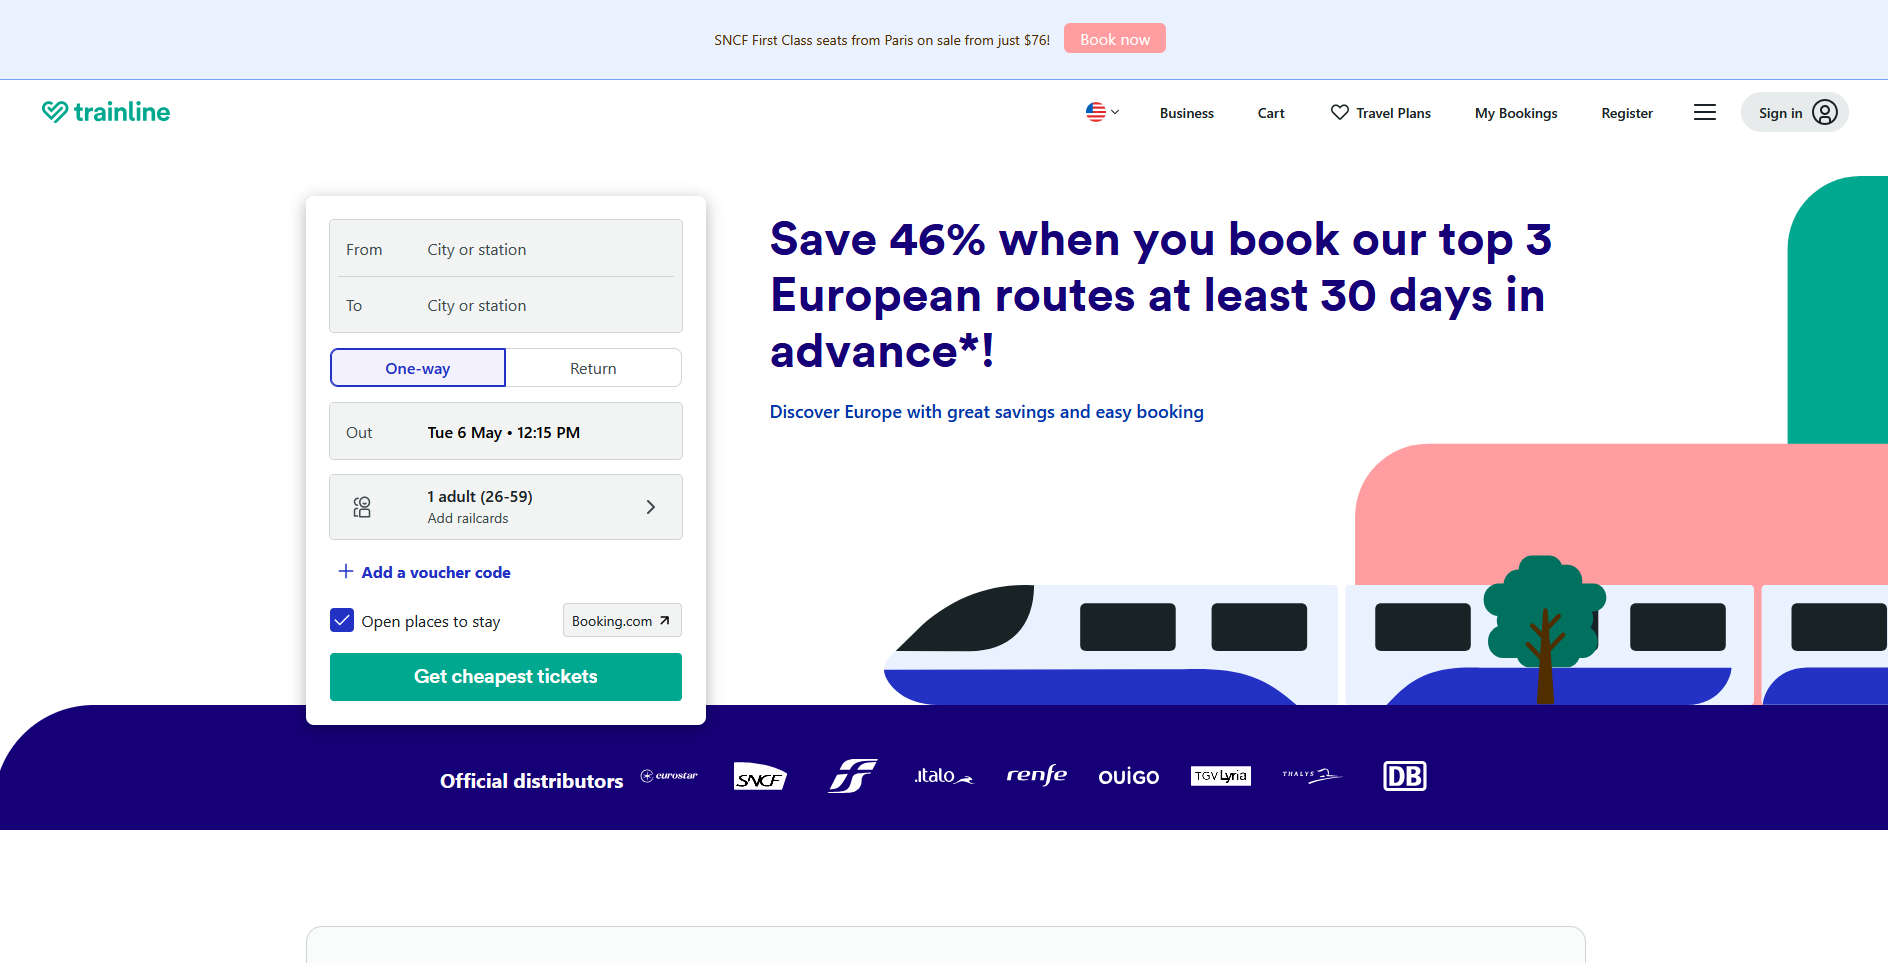 SNCF First Class seats from Paris on sale from just $76!
Book now
trainline
Business
Cart
Travel Plans
My Bookings
Register
Sign in
From
City or station
To
City or station
One-way
Return
Out
Tue 6 May • 12:15 PM
1 adult (26-59)
Add railcards
Add a voucher code
Open places to stay
Booking.com
Get cheapest tickets
Save 46% when you book our top 3
European routes at least 30 days in
advance*!
Discover Europe with great savings and easy booking
Official distributors
eurostar
SNCF
.italo
renfe
OUIGO
TGV Lyria
THALYS
DB